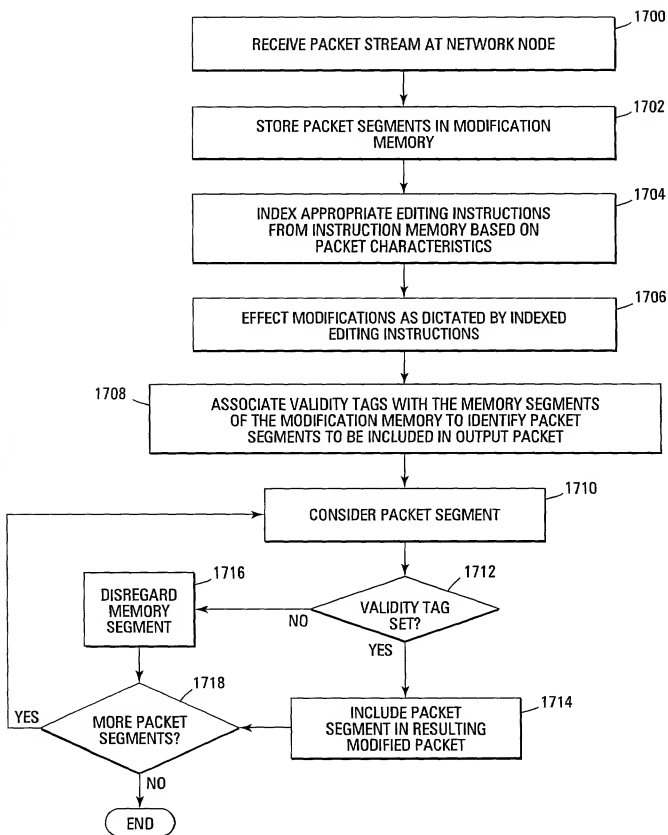 1700
RECEIVE PACKET STREAM AT NETWORK NODE
1702
STORE PACKET SEGMENTS IN MODIFICATION
MEMORY
1704
INDEX APPROPRIATE EDITING INSTRUCTIONS
FROM INSTRUCTION MEMORY BASED ON
PACKET CHARACTERISTICS
1706
EFFECT MODIFICATIONS AS DICTATED BY INDEXED
EDITING INSTRUCTIONS
1708
ASSOCIATE VALIDITY TAGS WITH THE MEMORY SEGMENTS
OF THE MODIFICATION MEMORY TO IDENTIFY PACKET
SEGMENTS TO BE INCLUDED IN OUTPUT PACKET
1710
CONSIDER PACKET SEGMENT
1712
VALIDITY TAG
SET?
NO
YES
1716
DISREGARD
MEMORY
SEGMENT
1714
INCLUDE PACKET
SEGMENT IN RESULTING
MODIFIED PACKET
1718
MORE PACKET
SEGMENTS?
YES
NO
END